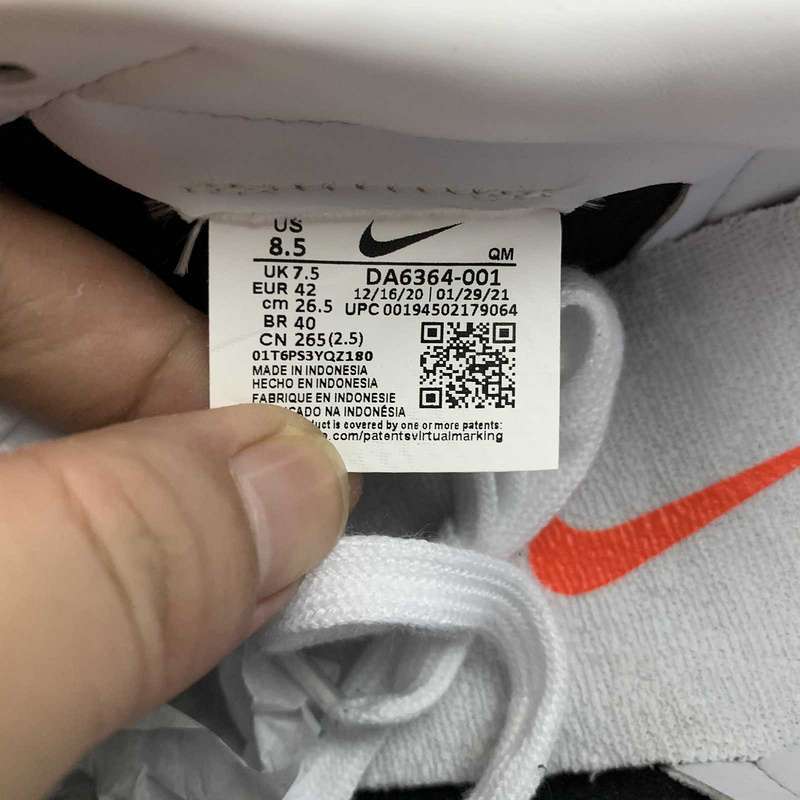 US
8.5
QM
UK 7.5
EUR 42
cm 26.5
BR 40
CN 265(2.5)
DA6364-001
12/16/20 | 01/29/21
UPC 00194502179064
01T6PS3YQZ180
MADE IN INDONESIA
HECHO EN INDONESIA
FABRIQUE EN INDONESIE
NA INDONÉSIA
is covered by one or more patents:
.com/patentsvirtualmarking